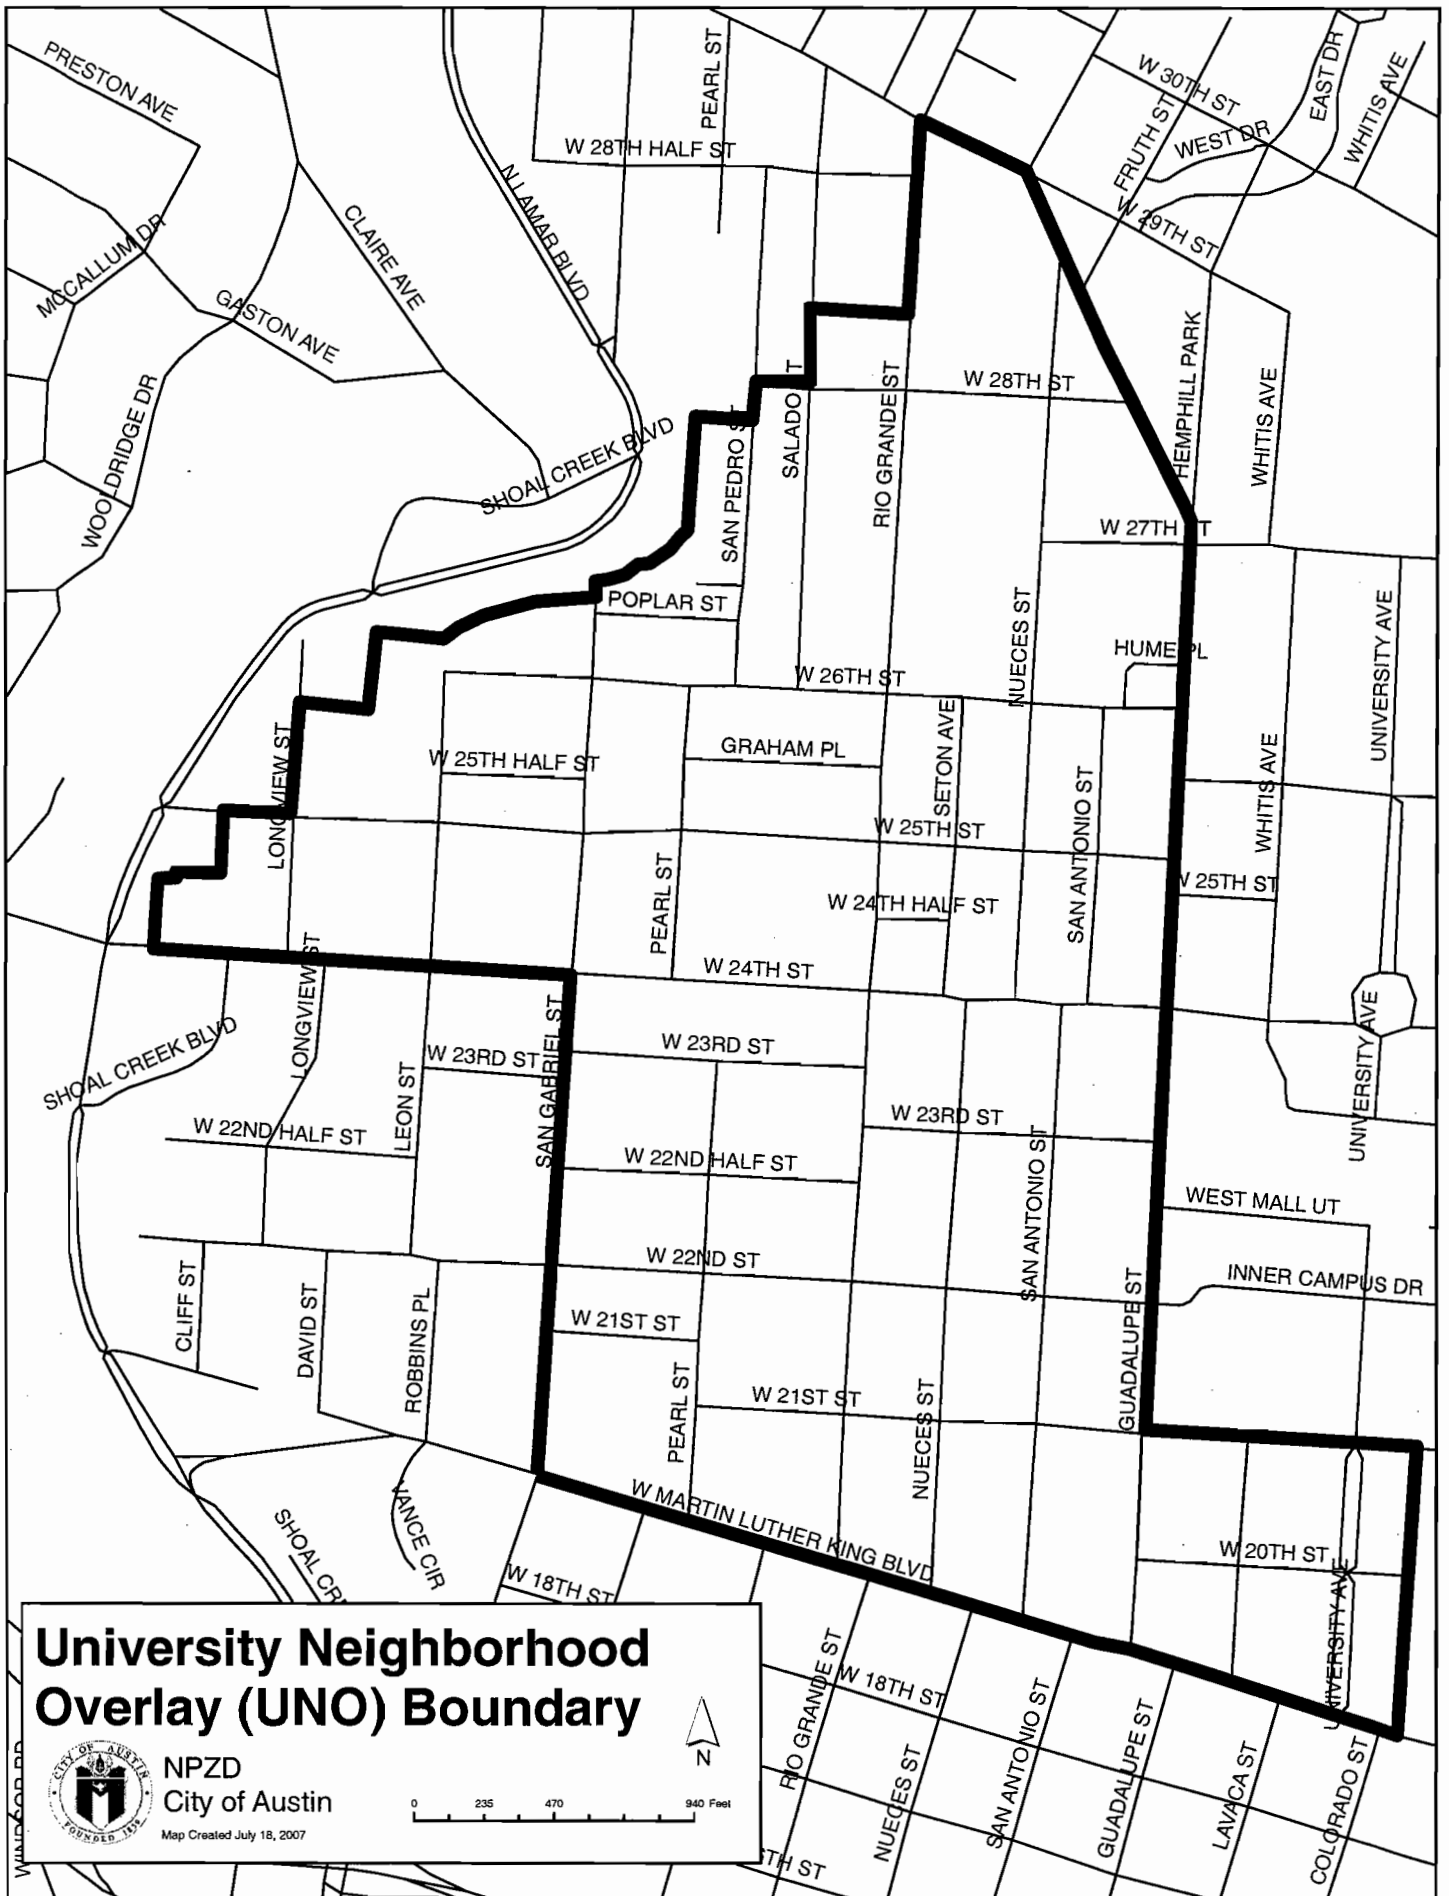 PRESTON AVE
PEARL ST
W 30TH ST
EAST DR
WHITIS AVE
FRUTH ST
WEST DR
W 28TH HALF ST
N LAMAR BLVD
CLAIRE AVE
W 29TH ST
MCCALLUM DR
GASTON AVE
HEMPHILL PARK
WHITIS AVE
W 28TH ST
SALADO T
RIO GRANDE ST
WOOLDRIDGE DR
SHOAL CREEK BLVD
SAN PEDRO S
W 27TH ST
POPLAR ST
NUECES ST
UNIVERSITY AVE
HUME PL
W 26TH ST
LONGVIEW ST
W 25TH HALF ST
GRAHAM PL
SETON AVE
SAN ANTONIO ST
WHITIS AVE
W 25TH ST
PEARL ST
W 25TH ST
W 24TH HALF ST
W 24TH ST
LONGVIEW ST
SHOAL CREEK BLVD
SAN GABRIEL ST
W 23RD ST
W 23RD ST
UNIVERSITY AVE
LEON ST
W 23RD ST
W 22ND HALF ST
W 22ND HALF ST
SAN ANTONIO ST
WEST MALL UT
W 22ND ST
INNER CAMPUS DR
CLIFF ST
DAVID ST
ROBBINS PL
W 21ST ST
GUADALUPE ST
PEARL ST
W 21ST ST
NUECES ST
W MARTIN LUTHER KING BLVD
VANCE CIR
SHOAL CR
W 18TH ST
W 20TH ST
UNIVERSITY AVE
RIO GRANDE ST
W 18TH ST
NUECES ST
SAN ANTONIO ST
GUADALUPE ST
LAVACA ST
COLORADO ST
TH ST
University Neighborhood
Overlay (UNO) Boundary
CITY OF AUSTIN
FOUNDED 1839
NPZD
City of Austin
Map Created July 18, 2007
N
0 235 470 940 Feet